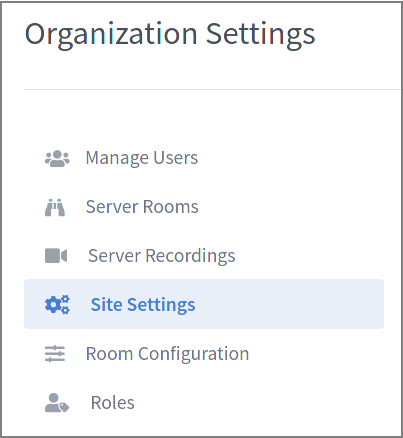 Organization Settings
Manage Users
Server Rooms
Server Recordings
Site Settings
Room Configuration
Roles